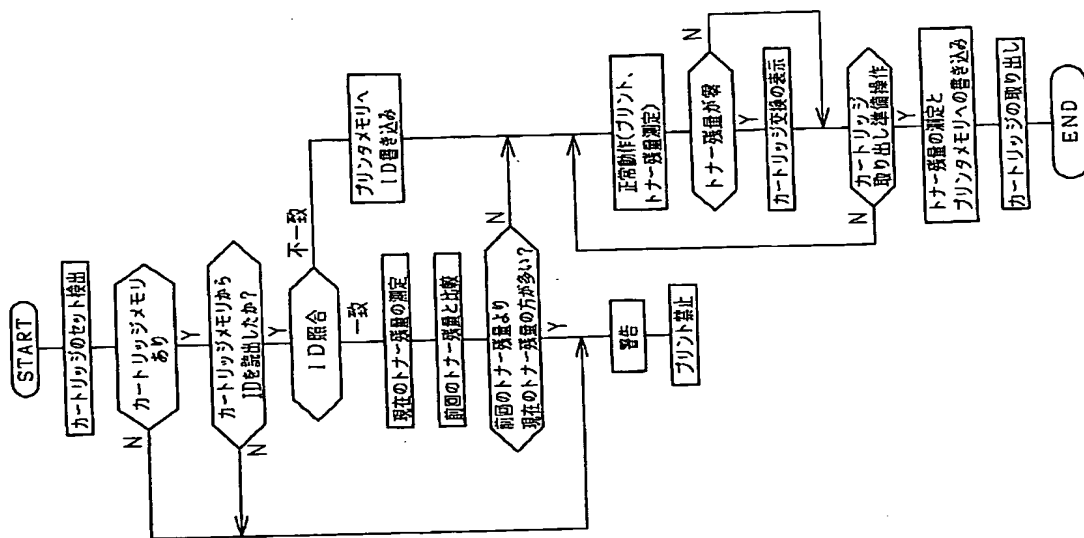 START
カートリッジのセット検出
カートリッジメモリ
あり
N
Y
カートリッジメモリから
IDを読出したか?
N
Y
ID照合
不一致
一致
プリンタメモリへ
ID書き込み
現在のトナー残量の測定
前回のトナー残量と比較
前回のトナー残量より
現在のトナー残量の方が多い?
N
Y
警告
プリント禁止
正常動作(プリント、
トナー残量測定)
トナー残量が零
N
Y
カートリッジ交換の表示
カートリッジ
取り出し準備操作
N
Y
トナー残量の測定と
プリンタメモリへの書き込み
カートリッジの取り出し
END